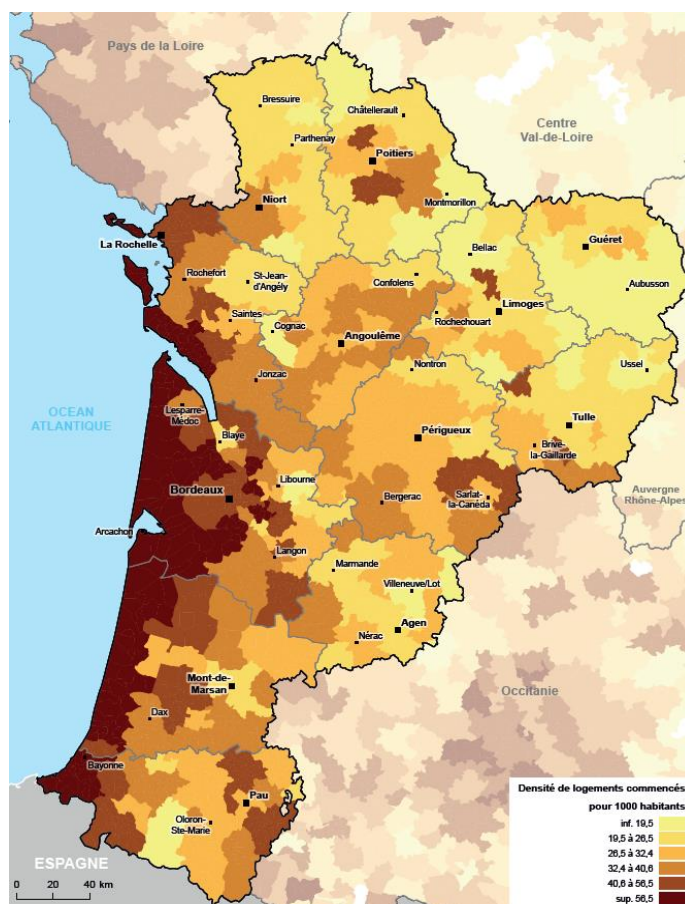 Pays de la Loire
Bressuire
Châtellerault
Centre
Val-de-Loire
Parthenay
Poitiers
Niort
Montmorillon
La Rochelle
Bellac
Guéret
Rochefort
St-Jean-
d'Angély
Confolens
Aubusson
Saintes
Cognac
Rochechouart
Limoges
Angoulême
Jonzac
Nontron
Ussel
OCEAN
ATLANTIQUE
Lesparre-
Médoc
Blaye
Périgueux
Tulle
Brive-
la-Gaillarde
Bordeaux
Libourne
Bergerac
Sarlat-
la-Canéda
Auvergne
Rhône-Alpes
Arcachon
Langon
Marmande
Villeneuve/Lot
Agen
Nérac
Mont-de-
Marsan
Occitanie
Dax
Bayonne
Pau
Oloron-
Ste-Marie
ESPAGNE
0 20 40 km
Densité de logements commencés
pour 1000 habitants
inf. 19,5
19,5 à 26,5
26,5 à 32,4
32,4 à 40,6
40,6 à 56,5
sup. 56,5